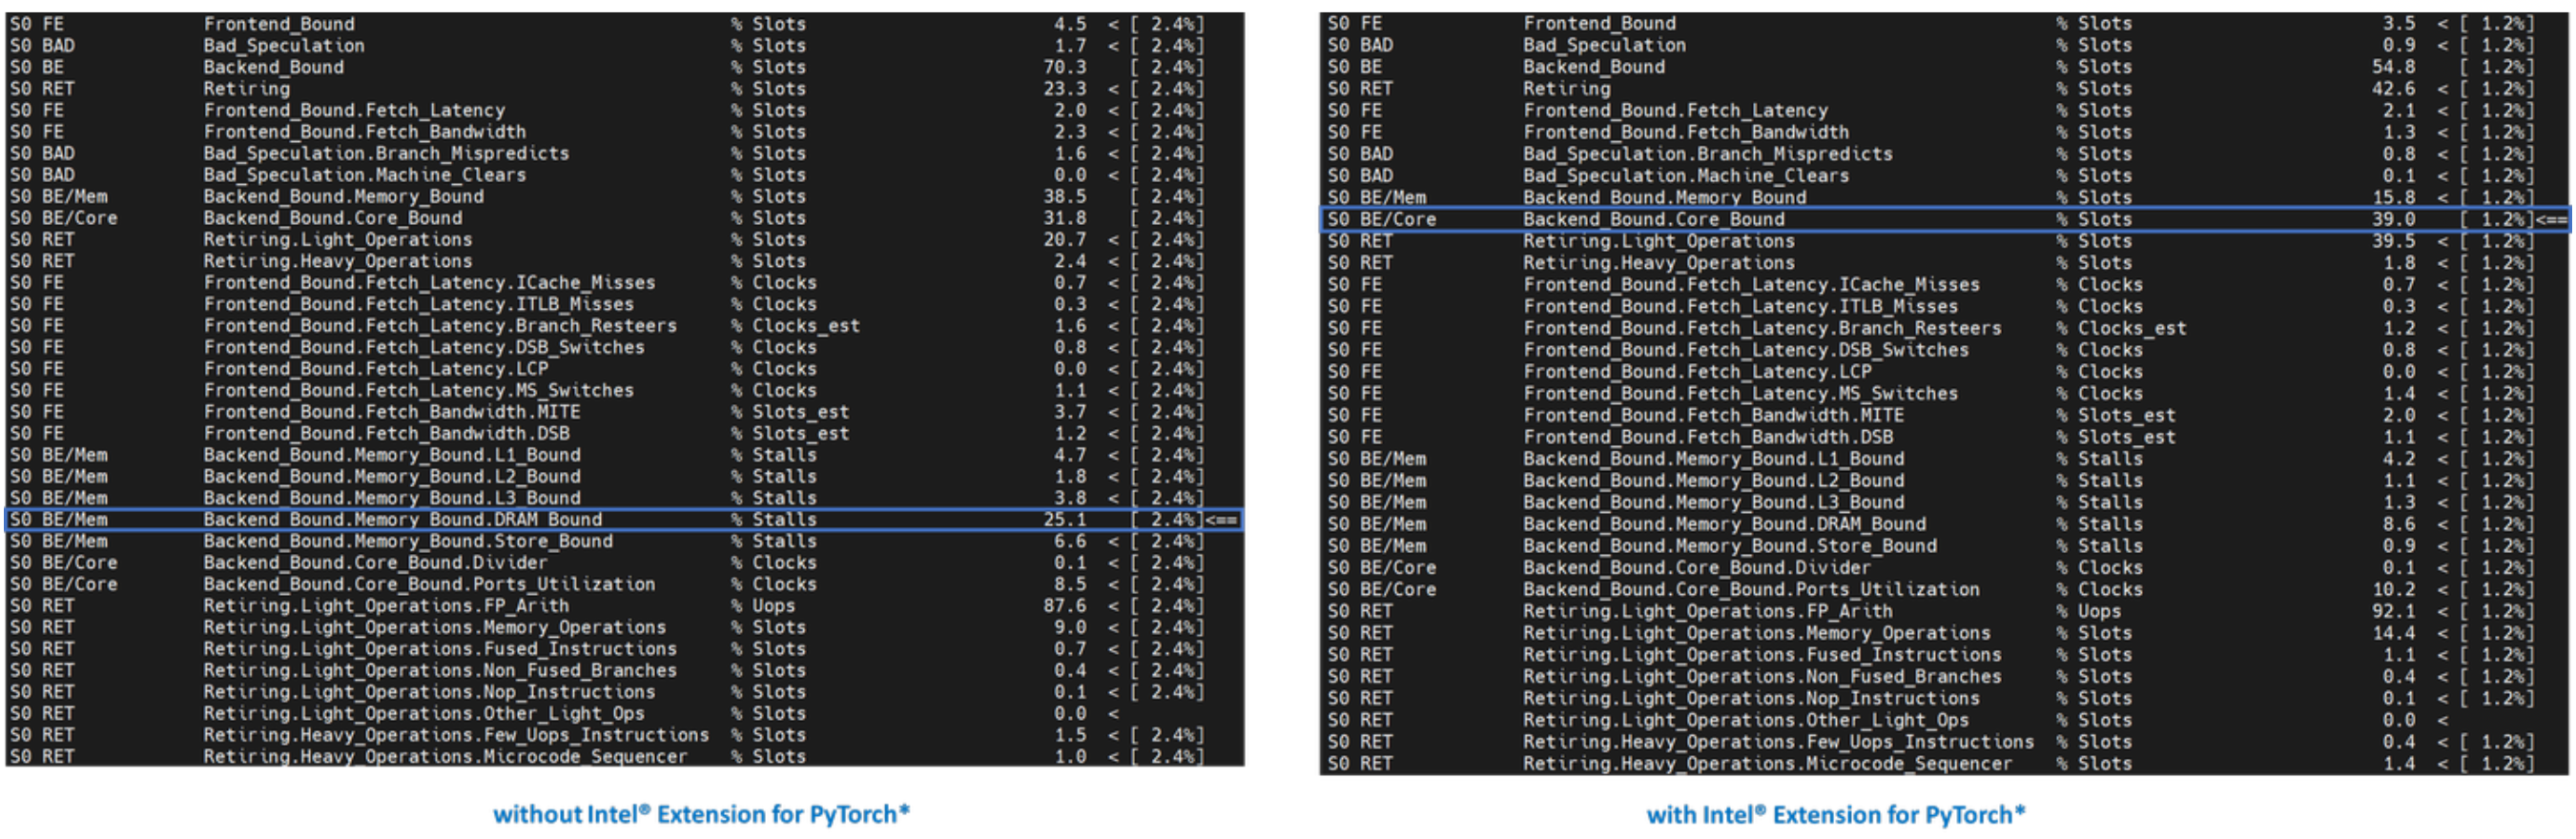 S0 FE Frontend_Bound % Slots 4.5 < [ 2.4%]
S0 BAD Bad_Speculation % Slots 1.7 < [ 2.4%]
S0 BE Backend_Bound % Slots 70.3 [ 2.4%]
S0 RET Retiring % Slots 23.3 < [ 2.4%]
S0 FE Frontend_Bound.Fetch_Latency % Slots 2.0 < [ 2.4%]
S0 FE Frontend_Bound.Fetch_Bandwidth % Slots 2.3 < [ 2.4%]
S0 BAD Bad_Speculation.Branch_Mispredicts % Slots 1.6 < [ 2.4%]
S0 BAD Bad_Speculation.Machine_Clears % Slots 0.0 < [ 2.4%]
S0 BE/Mem Backend_Bound.Memory_Bound % Slots 38.5 [ 2.4%]
S0 BE/Core Backend_Bound.Core_Bound % Slots 31.8 [ 2.4%]
S0 RET Retiring.Light_Operations % Slots 20.7 < [ 2.4%]
S0 RET Retiring.Heavy_Operations % Slots 2.4 < [ 2.4%]
S0 FE Frontend_Bound.Fetch_Latency.ICache_Misses % Clocks 0.7 < [ 2.4%]
S0 FE Frontend_Bound.Fetch_Latency.ITLB_Misses % Clocks 0.3 < [ 2.4%]
S0 FE Frontend_Bound.Fetch_Latency.Branch_Resteers % Clocks_est 1.6 < [ 2.4%]
S0 FE Frontend_Bound.Fetch_Latency.DSB_Switches % Clocks 0.8 < [ 2.4%]
S0 FE Frontend_Bound.Fetch_Latency.LCP % Clocks 0.0 < [ 2.4%]
S0 FE Frontend_Bound.Fetch_Latency.MS_Switches % Clocks 1.1 < [ 2.4%]
S0 FE Frontend_Bound.Fetch_Bandwidth.MITE % Slots_est 3.7 < [ 2.4%]
S0 FE Frontend_Bound.Fetch_Bandwidth.DSB % Slots_est 1.2 < [ 2.4%]
S0 BE/Mem Backend_Bound.Memory_Bound.L1_Bound % Stalls 4.7 < [ 2.4%]
S0 BE/Mem Backend_Bound.Memory_Bound.L2_Bound % Stalls 1.8 < [ 2.4%]
S0 BE/Mem Backend_Bound.Memory_Bound.L3_Bound % Stalls 3.8 < [ 2.4%]
S0 BE/Mem Backend_Bound.Memory_Bound.DRAM_Bound % Stalls 25.1 [ 2.4%]<==
S0 BE/Mem Backend_Bound.Memory_Bound.Store_Bound % Stalls 6.6 < [ 2.4%]
S0 BE/Core Backend_Bound.Core_Bound.Divider % Clocks 0.1 < [ 2.4%]
S0 BE/Core Backend_Bound.Core_Bound.Ports_Utilization % Clocks 8.5 < [ 2.4%]
S0 RET Retiring.Light_Operations.FP_Arith % Uops 87.6 < [ 2.4%]
S0 RET Retiring.Light_Operations.Memory_Operations % Slots 9.0 < [ 2.4%]
S0 RET Retiring.Light_Operations.Fused_Instructions % Slots 0.7 < [ 2.4%]
S0 RET Retiring.Light_Operations.Non_Fused_Branches % Slots 0.4 < [ 2.4%]
S0 RET Retiring.Light_Operations.Nop_Instructions % Slots 0.1 < [ 2.4%]
S0 RET Retiring.Light_Operations.Other_Light_Ops % Slots 0.0 <
S0 RET Retiring.Heavy_Operations.Few_Uops_Instructions % Slots 1.5 < [ 2.4%]
S0 RET Retiring.Heavy_Operations.Microcode_Sequencer % Slots 1.0 < [ 2.4%]
without Intel® Extension for PyTorch*
S0 FE Frontend_Bound % Slots 3.5 < [ 1.2%]
S0 BAD Bad_Speculation % Slots 0.9 < [ 1.2%]
S0 BE Backend_Bound % Slots 54.8 [ 1.2%]
S0 RET Retiring % Slots 42.6 < [ 1.2%]
S0 FE Frontend_Bound.Fetch_Latency % Slots 2.1 < [ 1.2%]
S0 FE Frontend_Bound.Fetch_Bandwidth % Slots 1.3 < [ 1.2%]
S0 BAD Bad_Speculation.Branch_Mispredicts % Slots 0.8 < [ 1.2%]
S0 BAD Bad_Speculation.Machine_Clears % Slots 0.1 < [ 1.2%]
S0 BE/Mem Backend_Bound.Memory_Bound % Slots 15.8 < [ 1.2%]
S0 BE/Core Backend_Bound.Core_Bound % Slots 39.0 [ 1.2%]<==
S0 RET Retiring.Light_Operations % Slots 39.5 < [ 1.2%]
S0 RET Retiring.Heavy_Operations % Slots 1.8 < [ 1.2%]
S0 FE Frontend_Bound.Fetch_Latency.ICache_Misses % Clocks 0.7 < [ 1.2%]
S0 FE Frontend_Bound.Fetch_Latency.ITLB_Misses % Clocks 0.3 < [ 1.2%]
S0 FE Frontend_Bound.Fetch_Latency.Branch_Resteers % Clocks_est 1.2 < [ 1.2%]
S0 FE Frontend_Bound.Fetch_Latency.DSB_Switches % Clocks 0.8 < [ 1.2%]
S0 FE Frontend_Bound.Fetch_Latency.LCP % Clocks 0.0 < [ 1.2%]
S0 FE Frontend_Bound.Fetch_Latency.MS_Switches % Clocks 1.4 < [ 1.2%]
S0 FE Frontend_Bound.Fetch_Bandwidth.MITE % Slots_est 2.0 < [ 1.2%]
S0 FE Frontend_Bound.Fetch_Bandwidth.DSB % Slots_est 1.1 < [ 1.2%]
S0 BE/Mem Backend_Bound.Memory_Bound.L1_Bound % Stalls 4.2 < [ 1.2%]
S0 BE/Mem Backend_Bound.Memory_Bound.L2_Bound % Stalls 1.1 < [ 1.2%]
S0 BE/Mem Backend_Bound.Memory_Bound.L3_Bound % Stalls 1.3 < [ 1.2%]
S0 BE/Mem Backend_Bound.Memory_Bound.DRAM_Bound % Stalls 8.6 < [ 1.2%]
S0 BE/Mem Backend_Bound.Memory_Bound.Store_Bound % Stalls 0.9 < [ 1.2%]
S0 BE/Core Backend_Bound.Core_Bound.Divider % Clocks 0.1 < [ 1.2%]
S0 BE/Core Backend_Bound.Core_Bound.Ports_Utilization % Clocks 10.2 < [ 1.2%]
S0 RET Retiring.Light_Operations.FP_Arith % Uops 92.1 < [ 1.2%]
S0 RET Retiring.Light_Operations.Memory_Operations % Slots 14.4 < [ 1.2%]
S0 RET Retiring.Light_Operations.Fused_Instructions % Slots 1.1 < [ 1.2%]
S0 RET Retiring.Light_Operations.Non_Fused_Branches % Slots 0.4 < [ 1.2%]
S0 RET Retiring.Light_Operations.Nop_Instructions % Slots 0.1 < [ 1.2%]
S0 RET Retiring.Light_Operations.Other_Light_Ops % Slots 0.0 <
S0 RET Retiring.Heavy_Operations.Few_Uops_Instructions % Slots 0.4 < [ 1.2%]
S0 RET Retiring.Heavy_Operations.Microcode_Sequencer % Slots 1.4 < [ 1.2%]
with Intel® Extension for PyTorch*